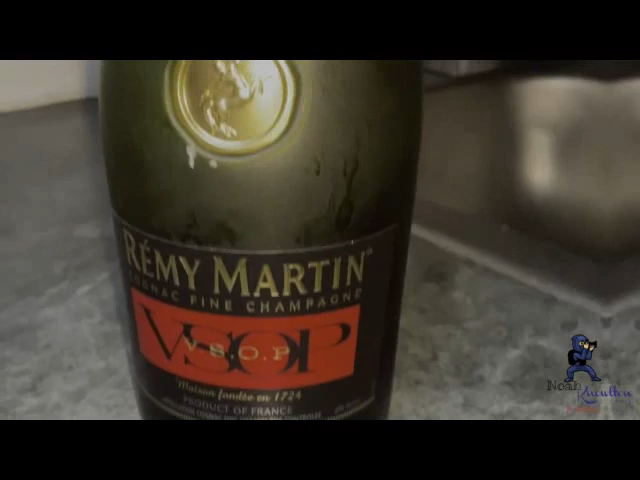 RÉMY MARTIN
COGNAC FINE CHAMPAGNE
VSOP
V.S.O.P
Maison fondée en 1724
PRODUCT OF FRANCE
Noah